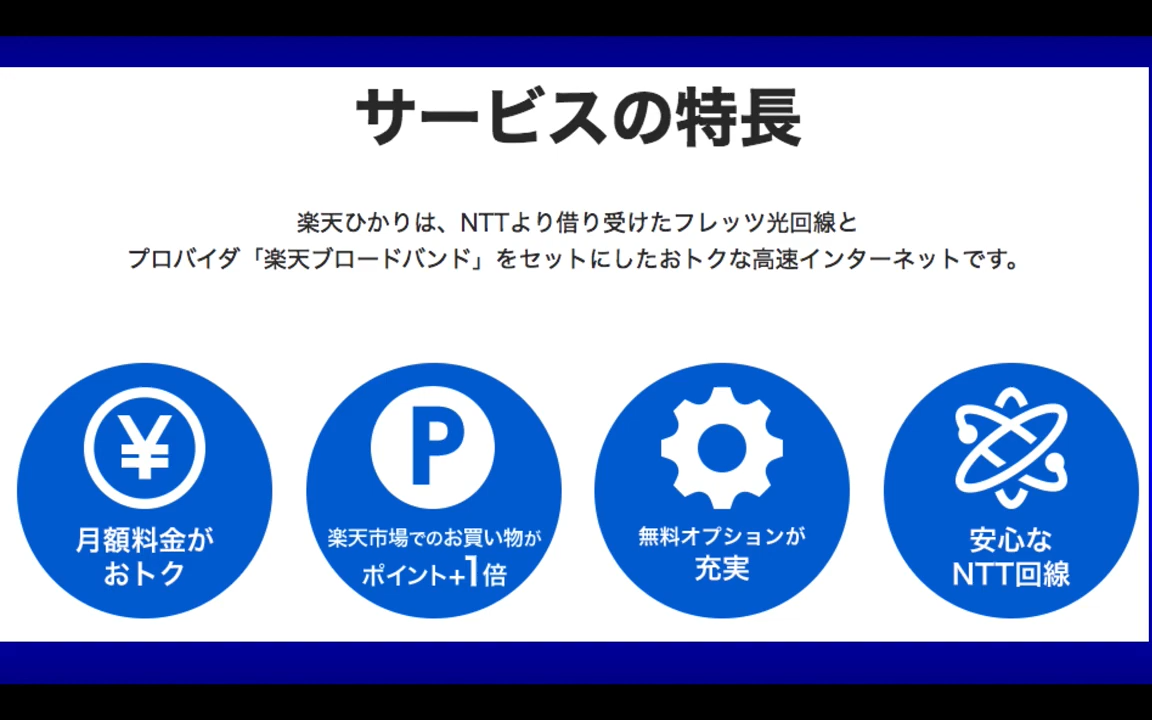 サービスの特長
楽天ひかりは、NTTより借り受けたフレッツ光回線と
プロバイダ「楽天ブロードバンド」をセットにしたおトクな高速インターネットです。
¥
月額料金が
おトク
P
楽天市場でのお買い物が
ポイント+1倍
無料オプションが
充実
安心な
NTT回線